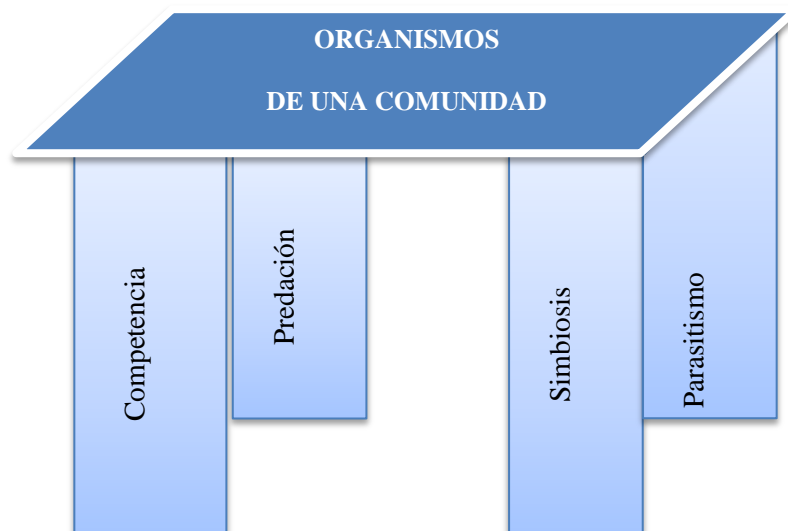 ORGANISMOS
DE UNA COMUNIDAD
Competencia
Predación
Simbiosis
Parasitismo